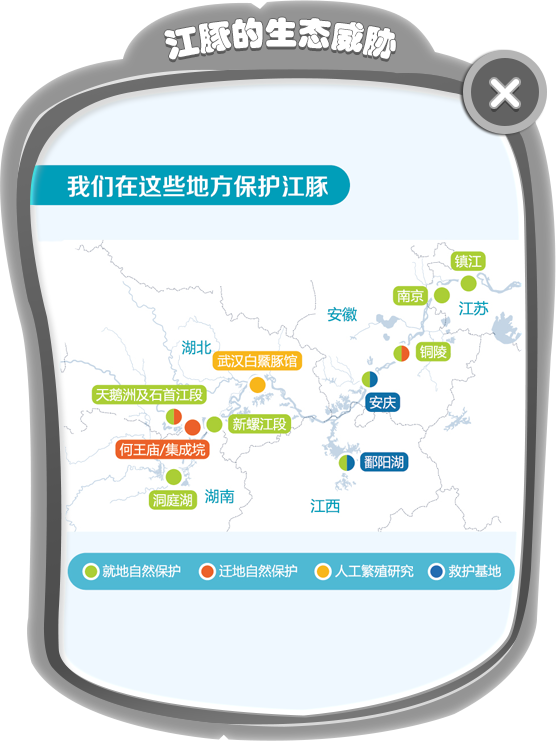 江豚的生态威胁
我们在这些地方保护江豚
镇江
南京
江苏
安徽
铜陵
湖北
武汉白鱀豚馆
安庆
天鹅洲及石首江段
新螺江段
何王庙/集成垸
鄱阳湖
洞庭湖
湖南
江西
就地自然保护
迁地自然保护
人工繁殖研究
救护基地